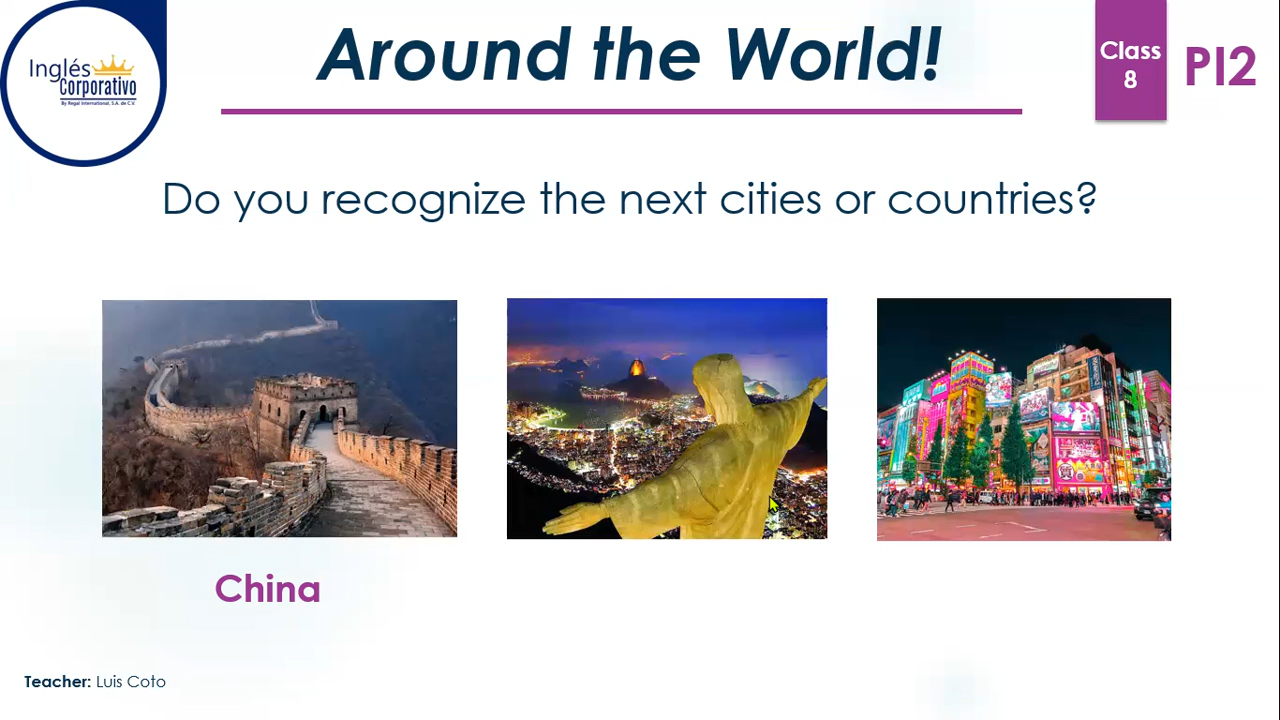 Inglés
Corporativo
By Regal International, S.A. de C.V.
Around the World!
Class
8
PI2
Do you recognize the next cities or countries?
China
Teacher: Luis Coto